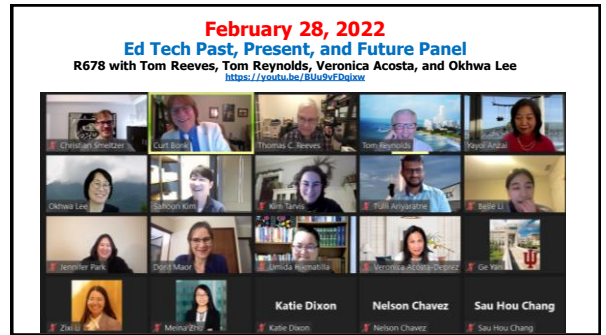 February 28, 2022
Ed Tech Past, Present, and Future Panel
R678 with Tom Reeves, Tom Reynolds, Veronica Acosta, and Okhwa Lee
https://youtu.be/BUu9vFDqixw
Christian Smeltzer
Curt Bonk
Thomas C. Reeves
Tom Reynolds
Yayoi Anzai
Okhwa Lee
Sahoon Kim
Kim Tarvis
Tulli Ariyaratne
Belle Li
Jennifer Park
Dorit Maor
Umida Hikmatilla
Veronica Acosta-Deprez
Ge Yan
Zixi Li
Meina Zhu
Katie Dixon
Katie Dixon
Nelson Chavez
Nelson Chavez
Sau Hou Chang
Sau Hou Chang